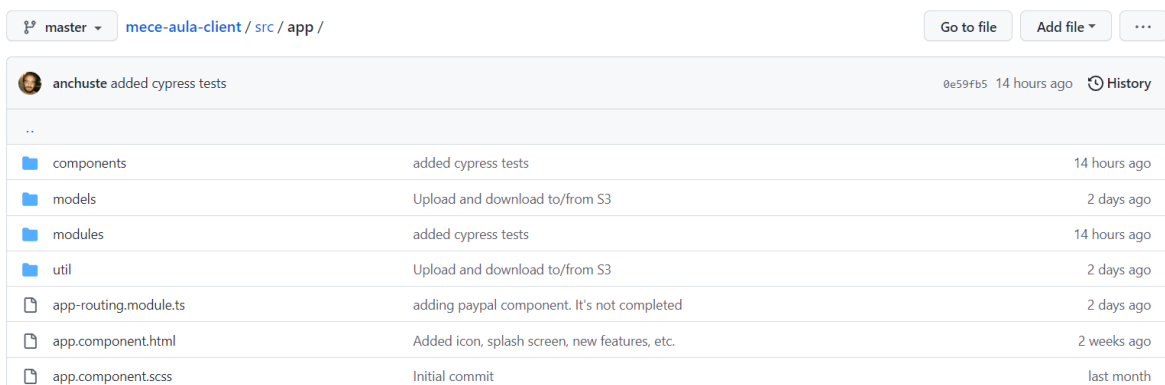 master mece-aula-client / src / app / Go to file Add file ...
anchuste added cypress tests 0e59fb5 14 hours ago History
..
components added cypress tests 14 hours ago
models Upload and download to/from S3 2 days ago
modules added cypress tests 14 hours ago
util Upload and download to/from S3 2 days ago
app-routing.module.ts adding paypal component. It's not completed 2 days ago
app.component.html Added icon, splash screen, new features, etc. 2 weeks ago
app.component.scss Initial commit last month